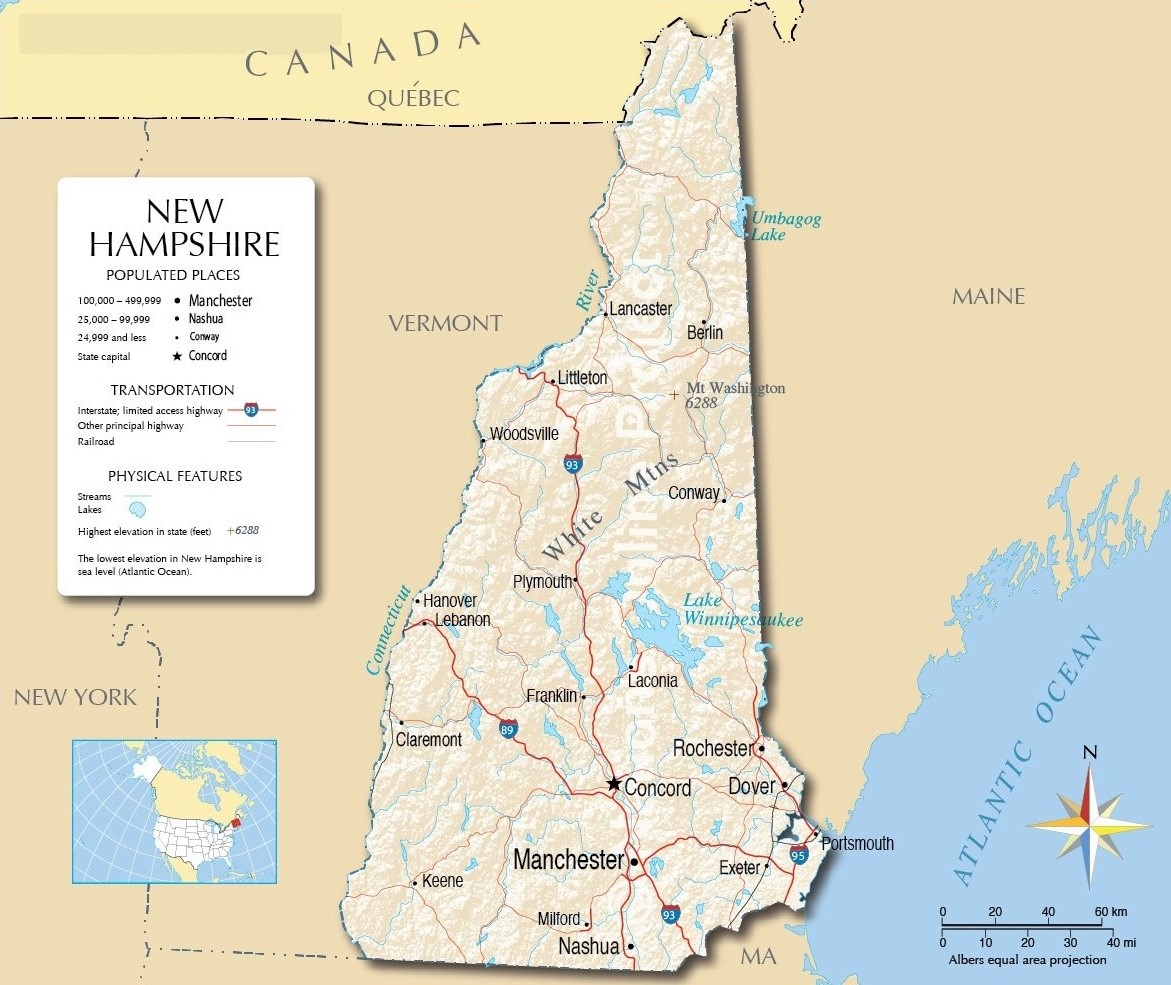 CANADA
QUÉBEC
NEW
HAMPSHIRE
POPULATED PLACES
100,000 – 499,999 Manchester
25,000 – 99,999 Nashua
24,999 and less Conway
State capital Concord
TRANSPORTATION
Interstate; limited access highway 93
Other principal highway
Railroad
PHYSICAL FEATURES
Streams
Lakes
Highest elevation in state (feet) +6288
The lowest elevation in New Hampshire is
sea level (Atlantic Ocean).
Umbagog
Lake
River
MAINE
VERMONT
Lancaster
Berlin
Littleton
Mt Washington
6288
Woodsville
93
White Mtns
Conway
Plymouth
Connecticut
Hanover
Lebanon
Lake
Winnipesaukee
Laconia
Franklin
NEW YORK
89
Claremont
Rochester
Concord
Dover
Portsmouth
Manchester
Exeter
95
Keene
Milford
93
Nashua
MA
ATLANTIC OCEAN
N
0 20 40 60 km
0 10 20 30 40 mi
Albers equal area projection